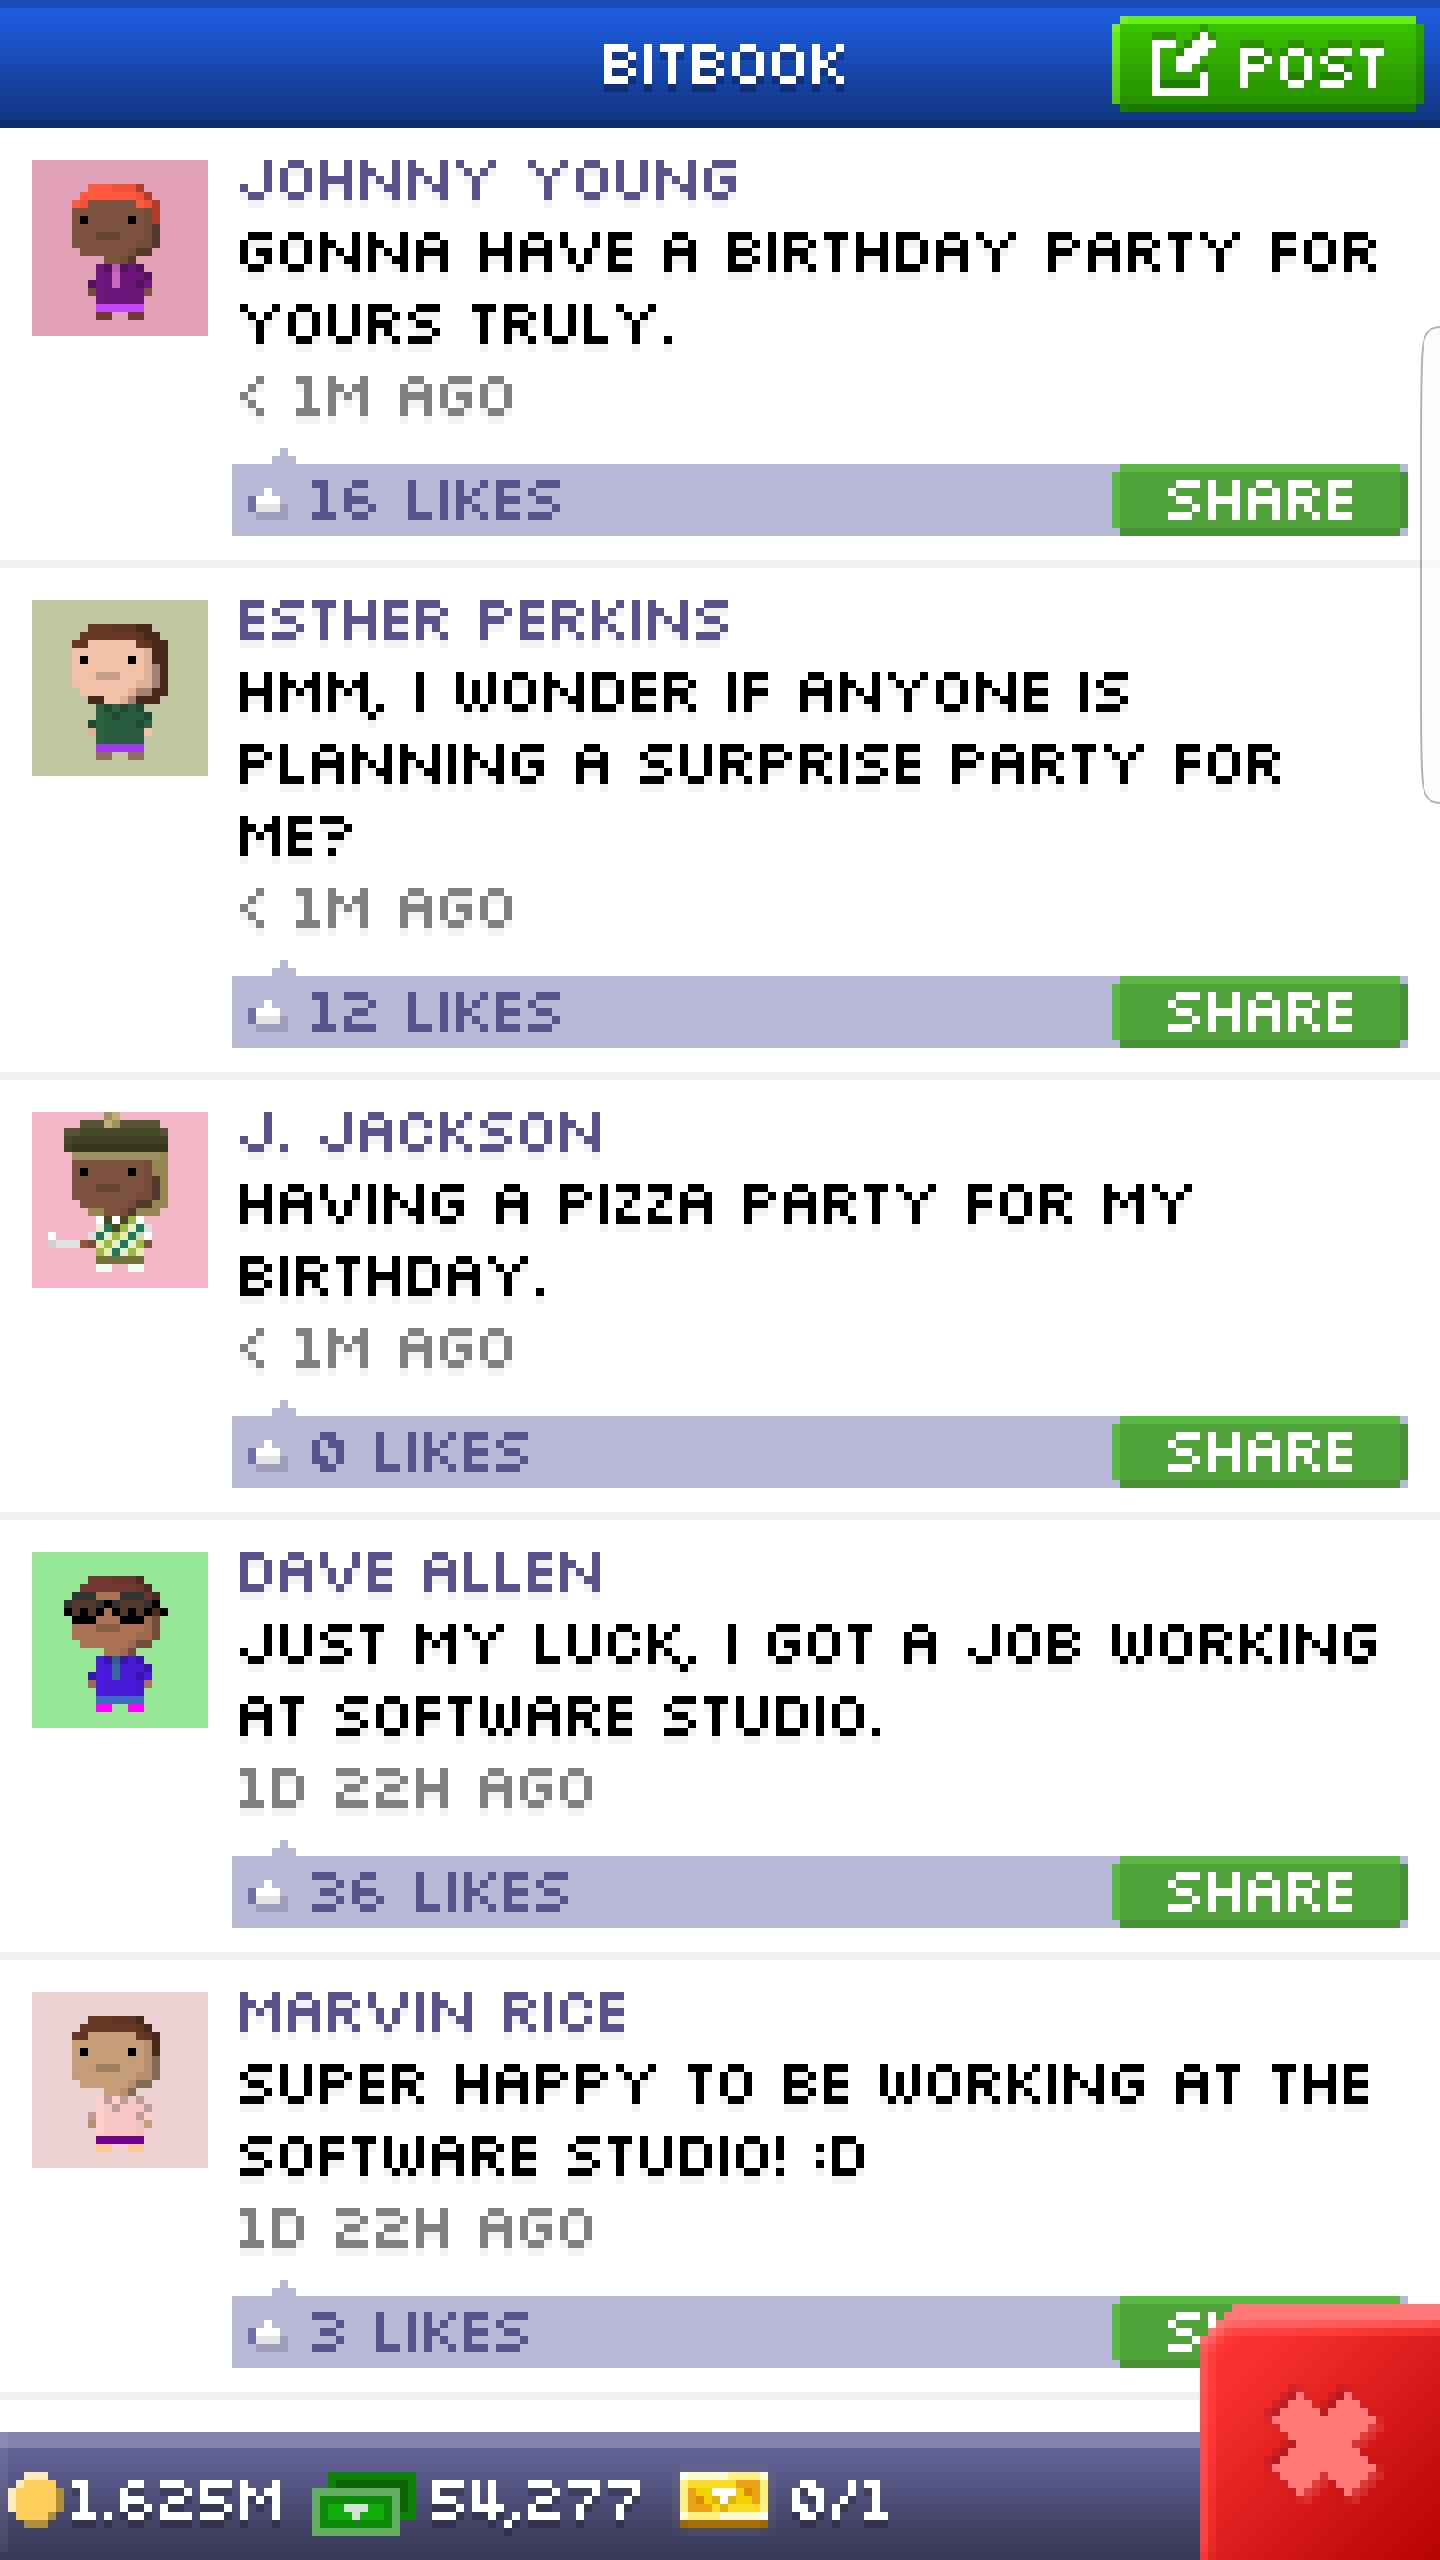 BITBOOK
POST
JOHNNY YOUNG
GONNA HAVE A BIRTHDAY PARTY FOR
YOURS TRULY.
< 1M AGO
16 LIKES
SHARE
ESTHER PERKINS
HMM, I WONDER IF ANYONE IS
PLANNING A SURPRISE PARTY FOR
ME?
< 1M AGO
12 LIKES
SHARE
J. JACKSON
HAVING A PIZZA PARTY FOR MY
BIRTHDAY.
< 1M AGO
0 LIKES
SHARE
DAVE ALLEN
JUST MY LUCK, I GOT A JOB WORKING
AT SOFTWARE STUDIO.
1D 22H AGO
36 LIKES
SHARE
MARVIN RICE
SUPER HAPPY TO BE WORKING AT THE
SOFTWARE STUDIO! :D
1D 22H AGO
3 LIKES
1.625M 54,277 0/1